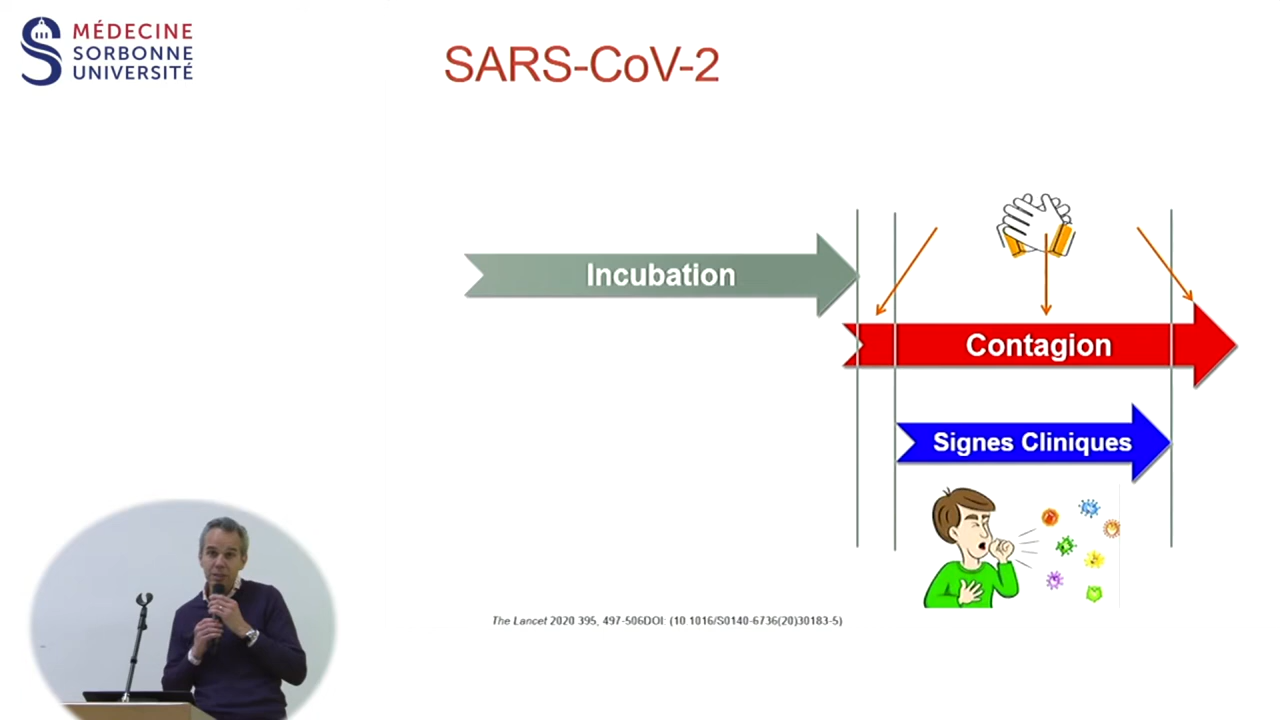 MÉDECINE
SORBONNE
UNIVERSITÉ
SARS-CoV-2
Incubation
Contagion
Signes Cliniques
The Lancet 2020 395, 497-506DOI: (10.1016/S0140-6736(20)30183-5)